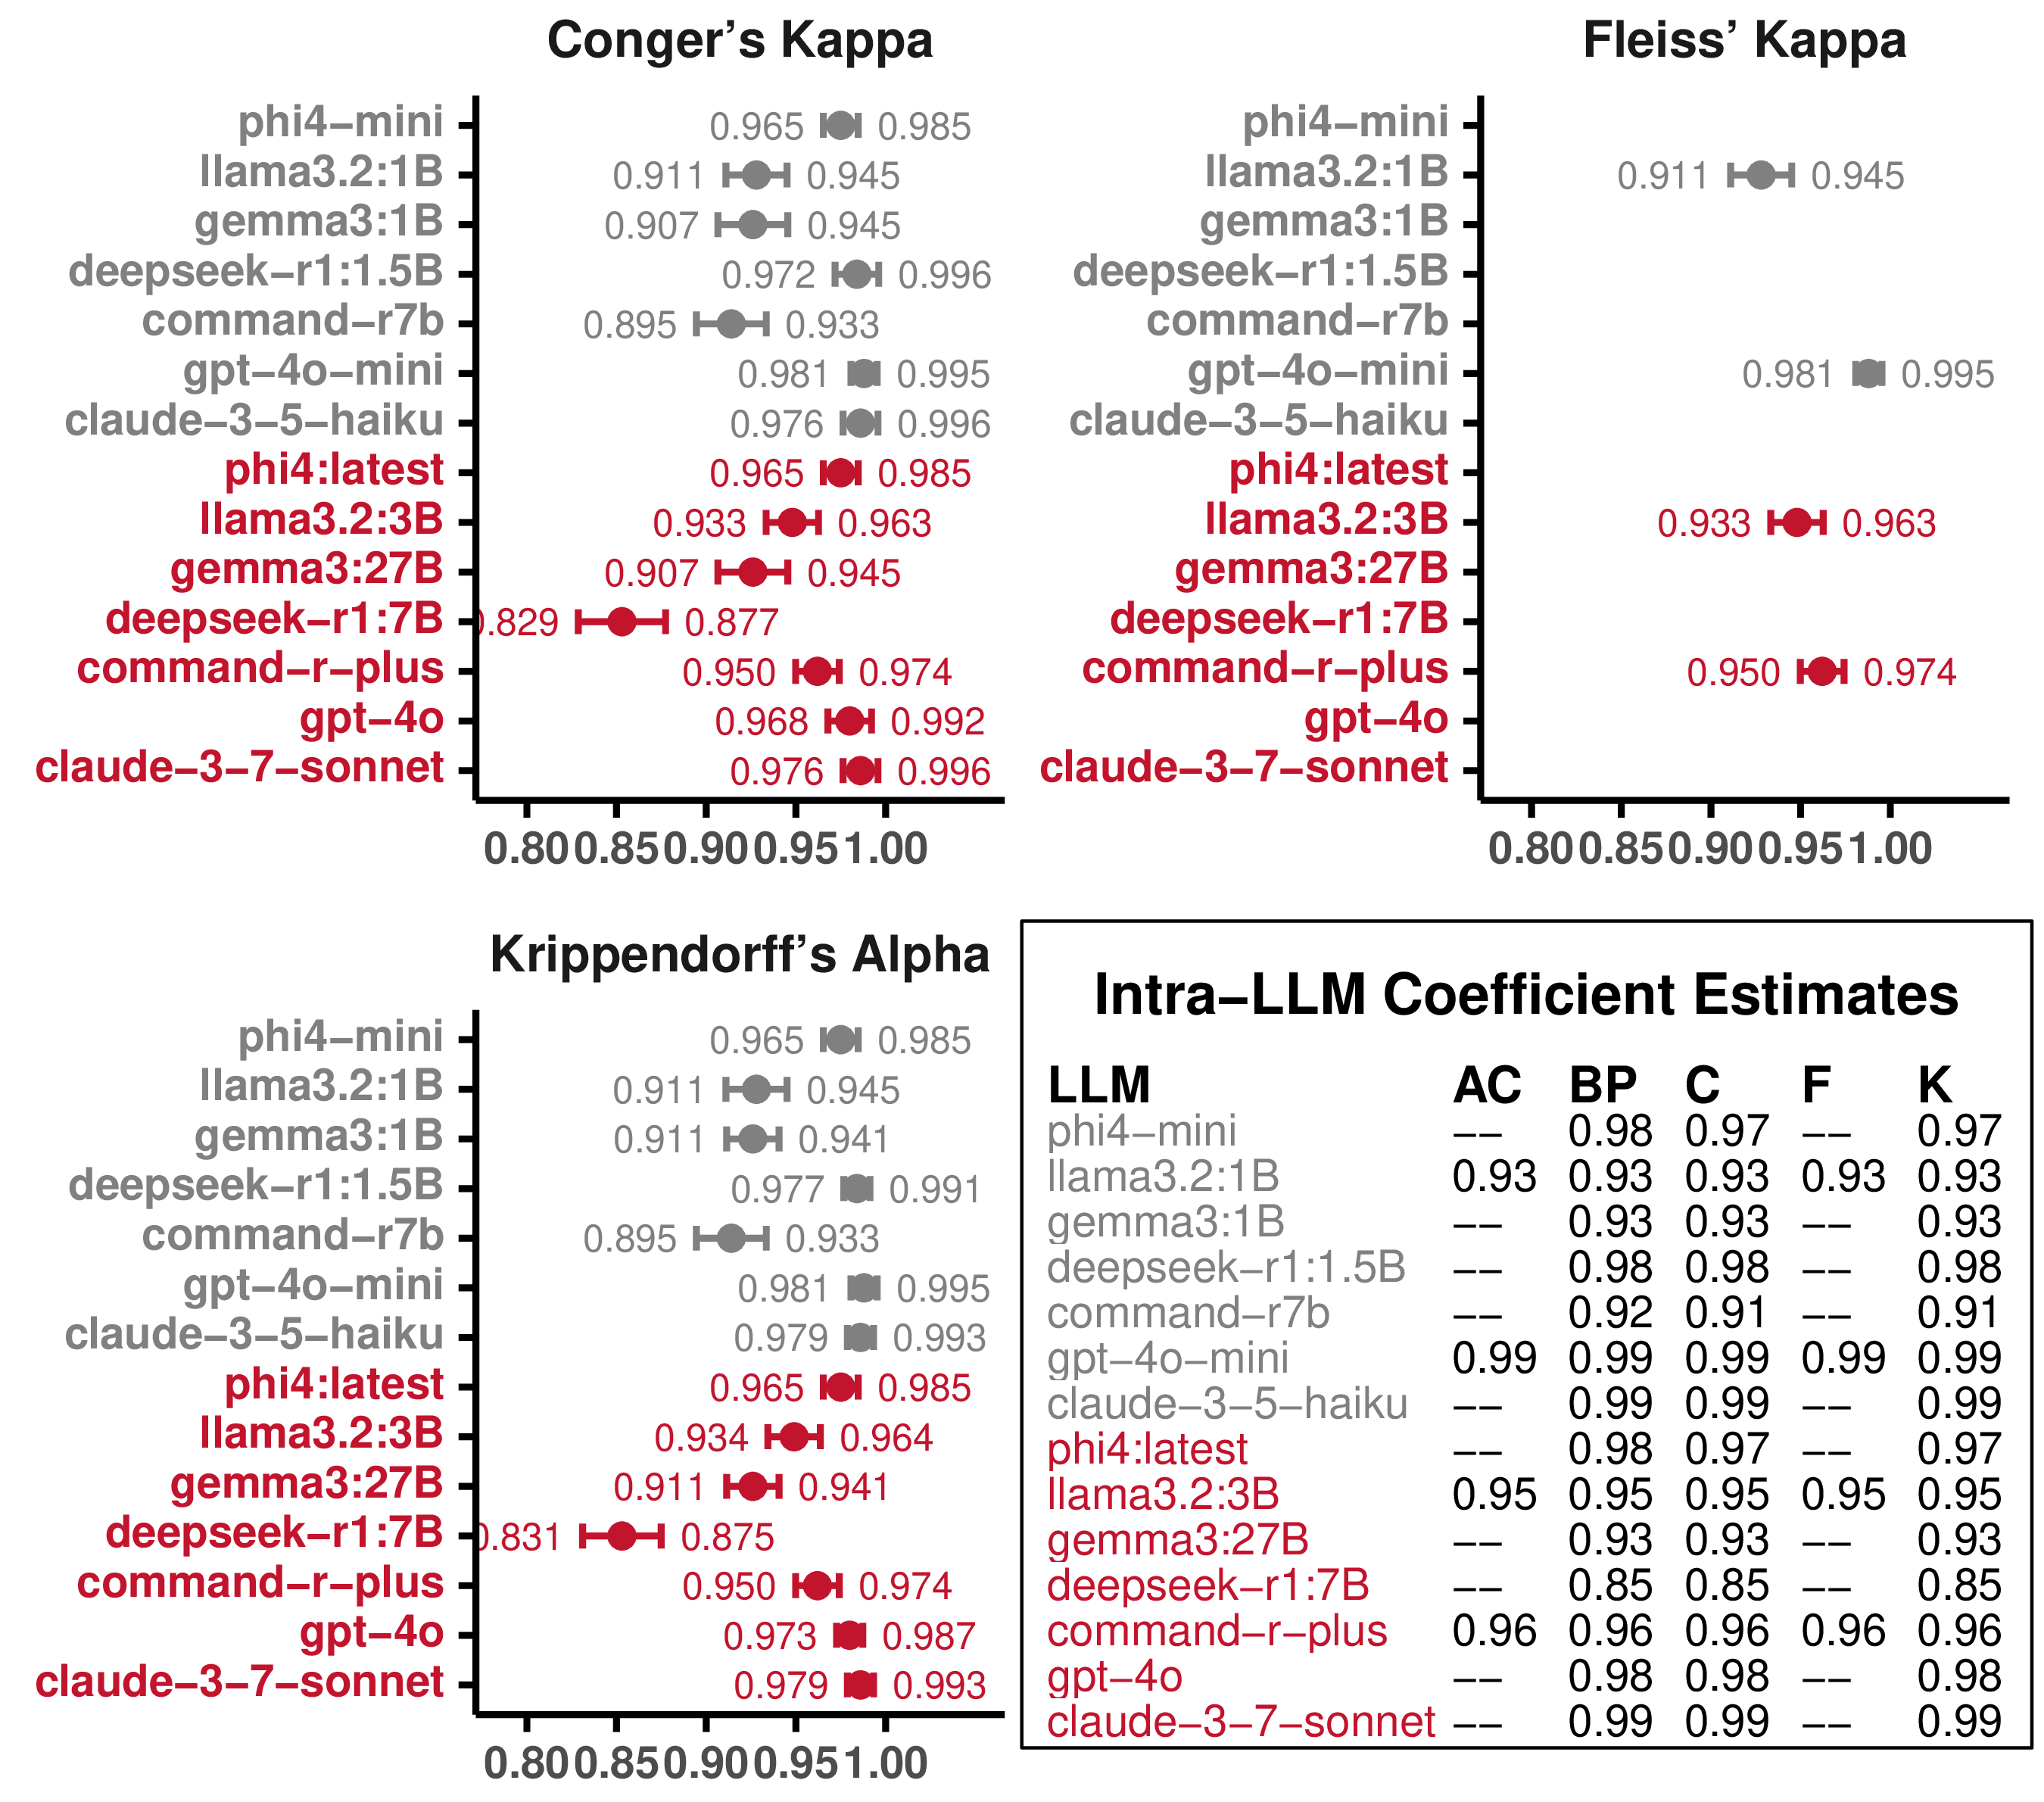 Conger’s Kappa
phi4−mini 0.965 0.985
llama3.2:1B 0.911 0.945
gemma3:1B 0.907 0.945
deepseek−r1:1.5B 0.972 0.996
command−r7b 0.895 0.933
gpt−4o−mini 0.981 0.995
claude−3−5−haiku 0.976 0.996
phi4:latest 0.965 0.985
llama3.2:3B 0.933 0.963
gemma3:27B 0.907 0.945
deepseek−r1:7B 0.829 0.877
command−r−plus 0.950 0.974
gpt−4o 0.968 0.992
claude−3−7−sonnet 0.976 0.996
0.80 0.85 0.90 0.95 1.00
Fleiss’ Kappa
phi4−mini
llama3.2:1B 0.911 0.945
gemma3:1B
deepseek−r1:1.5B
command−r7b
gpt−4o−mini 0.981 0.995
claude−3−5−haiku
phi4:latest
llama3.2:3B 0.933 0.963
gemma3:27B
deepseek−r1:7B
command−r−plus 0.950 0.974
gpt−4o
claude−3−7−sonnet
0.80 0.85 0.90 0.95 1.00
Krippendorff’s Alpha
phi4−mini 0.965 0.985
llama3.2:1B 0.911 0.945
gemma3:1B 0.911 0.941
deepseek−r1:1.5B 0.977 0.991
command−r7b 0.895 0.933
gpt−4o−mini 0.981 0.995
claude−3−5−haiku 0.979 0.993
phi4:latest 0.965 0.985
llama3.2:3B 0.934 0.964
gemma3:27B 0.911 0.941
deepseek−r1:7B 0.831 0.875
command−r−plus 0.950 0.974
gpt−4o 0.973 0.987
claude−3−7−sonnet 0.979 0.993
0.80 0.85 0.90 0.95 1.00
Intra−LLM Coefficient Estimates
LLM AC BP C F K
phi4−mini −− 0.98 0.97 −− 0.97
llama3.2:1B 0.93 0.93 0.93 0.93 0.93
gemma3:1B −− 0.93 0.93 −− 0.93
deepseek−r1:1.5B −− 0.98 0.98 −− 0.98
command−r7b −− 0.92 0.91 −− 0.91
gpt−4o−mini 0.99 0.99 0.99 0.99 0.99
claude−3−5−haiku −− 0.99 0.99 −− 0.99
phi4:latest −− 0.98 0.97 −− 0.97
llama3.2:3B 0.95 0.95 0.95 0.95 0.95
gemma3:27B −− 0.93 0.93 −− 0.93
deepseek−r1:7B −− 0.85 0.85 −− 0.85
command−r−plus 0.96 0.96 0.96 0.96 0.96
gpt−4o −− 0.98 0.98 −− 0.98
claude−3−7−sonnet −− 0.99 0.99 −− 0.99